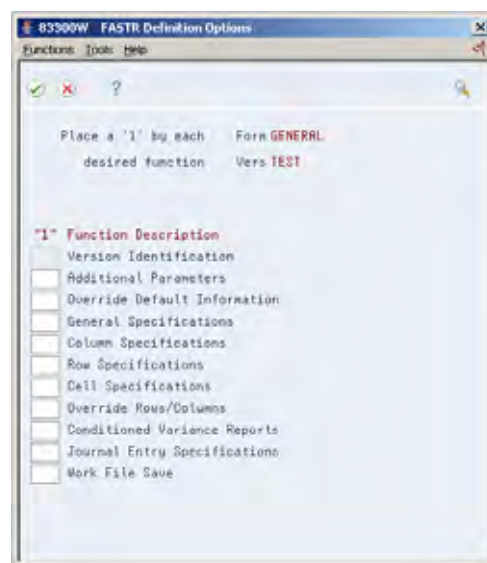 83300W FASTR Definition Options
Functions Tools Help
?
Place a '1' by each Form GENERAL
desired function Vers TEST
"1" Function Description
Version Identification
Additional Parameters
Override Default Information
General Specifications
Column Specifications
Row Specifications
Cell Specifications
Override Rows/Columns
Conditioned Variance Reports
Journal Entry Specifications
Work File Save